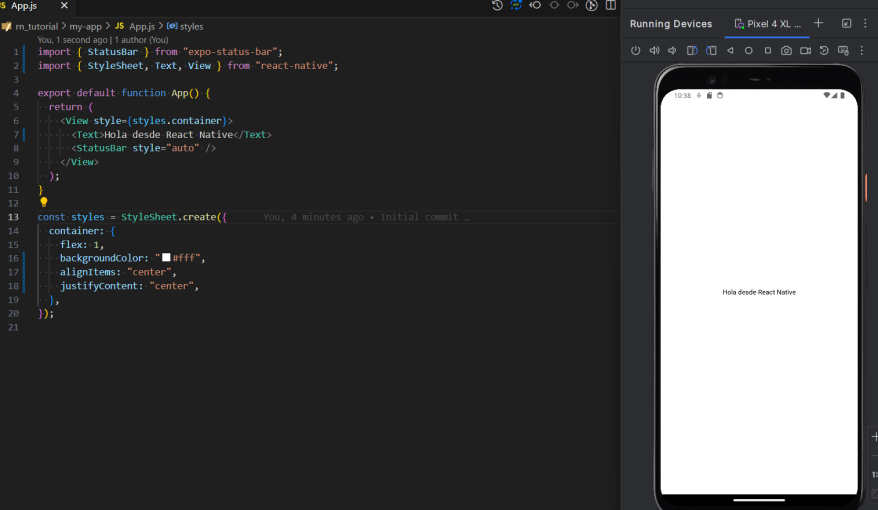 App.js
rn_tutorial > my-app > App.js > styles
You, 1 second ago | 1 author (You)
1 import { StatusBar } from "expo-status-bar";
2 import { StyleSheet, Text, View } from "react-native";
3
4 export default function App() {
5 return (
6 <View style={styles.container}>
7 <Text>Hola desde React Native</Text>
8 <StatusBar style="auto" />
9 </View>
10 );
11 }
12
13 const styles = StyleSheet.create({ You, 4 minutes ago • Initial commit …
14 container: {
15 flex: 1,
16 backgroundColor: "#fff",
17 alignItems: "center",
18 justifyContent: "center",
19 },
20 });
21
Running Devices
Pixel 4 XL ...
10:38
Hola desde React Native